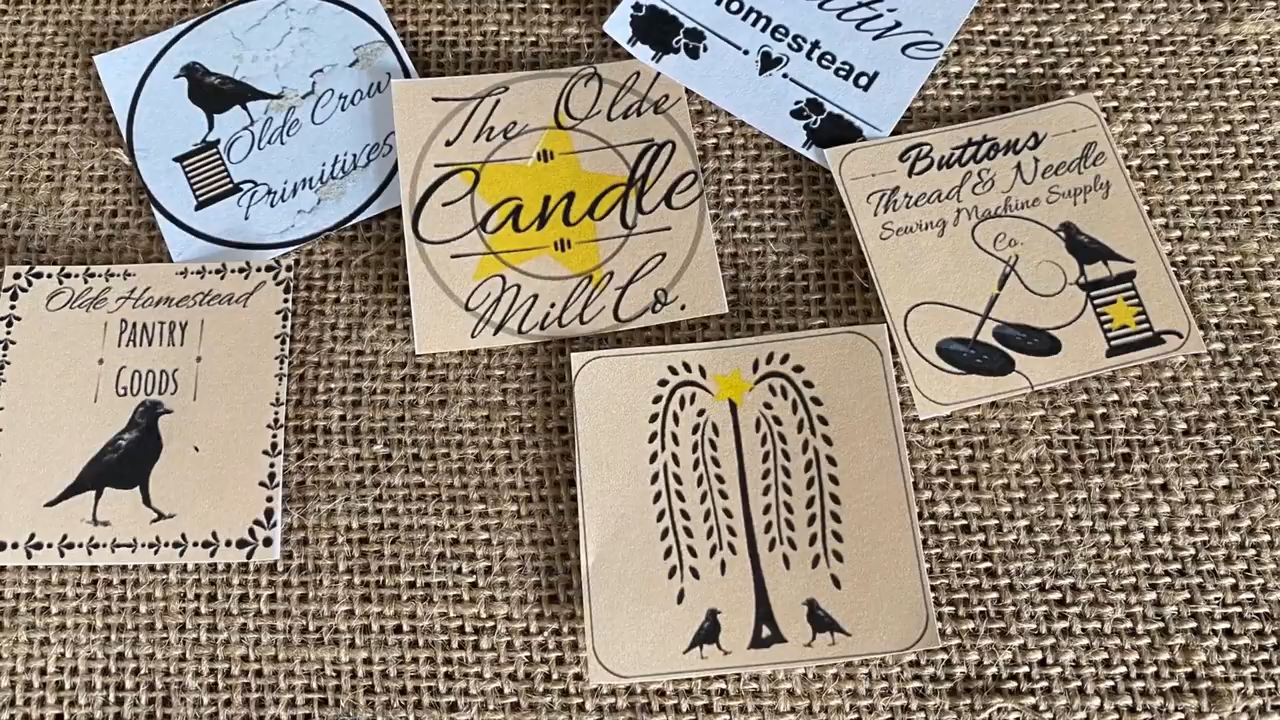 Olde Crow
Primitives
The Olde
Candle
Mill Co.
Homestead
Buttons
Thread & Needle
Sewing Machine Supply
Co.
Olde Homestead
PANTRY
GOODS